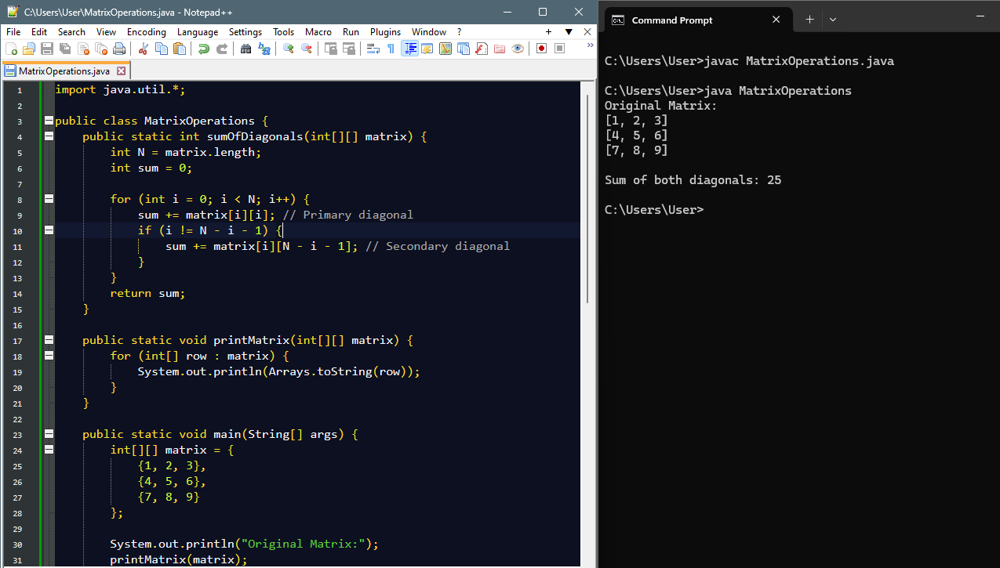 C:\Users\User\MatrixOperations.java - Notepad++
File Edit Search View Encoding Language Settings Tools Macro Run Plugins Window ?
MatrixOperations.java
1 import java.util.*;
2
3 public class MatrixOperations {
4     public static int sumOfDiagonals(int[][] matrix) {
5         int N = matrix.length;
6         int sum = 0;
7
8         for (int i = 0; i < N; i++) {
9             sum += matrix[i][i]; // Primary diagonal
10             if (i != N - i - 1) {
11                 sum += matrix[i][N - i - 1]; // Secondary diagonal
12             }
13         }
14         return sum;
15     }
16
17     public static void printMatrix(int[][] matrix) {
18         for (int[] row : matrix) {
19             System.out.println(Arrays.toString(row));
20         }
21     }
22
23     public static void main(String[] args) {
24         int[][] matrix = {
25             {1, 2, 3},
26             {4, 5, 6},
27             {7, 8, 9}
28         };
29
30         System.out.println("Original Matrix:");
31         printMatrix(matrix);
Command Prompt
C:\Users\User>javac MatrixOperations.java
C:\Users\User>java MatrixOperations
Original Matrix:
[1, 2, 3]
[4, 5, 6]
[7, 8, 9]
Sum of both diagonals: 25
C:\Users\User>